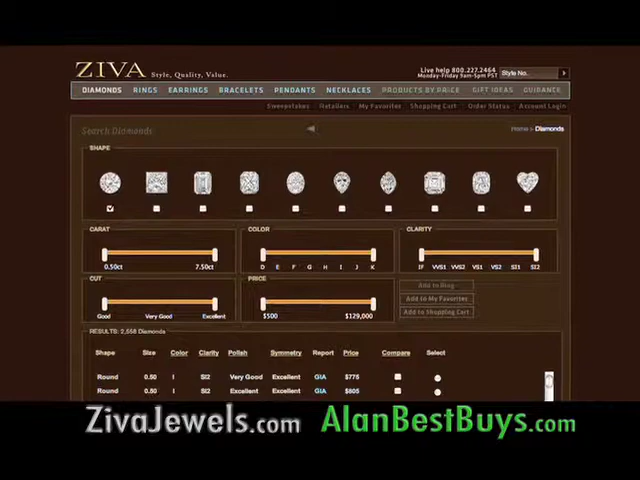 ZIVA Style, Quality, Value.
Live help 800.227.2464
Monday-Friday 9am-5pm PST
Style No..
DIAMONDS RINGS EARRINGS BRACELETS PENDANTS NECKLACES PRODUCTS BY PRICE GIFT IDEAS GUIDANCE
Sweepstakes Retailers My Favorites Shopping Cart Order Status Account Login
Search Diamonds
Home > Diamonds
SHAPE
CARAT COLOR CLARITY
0.50ct 7.50ct D E F G H I J K IF VVS1 VVS2 VS1 VS2 SI1 SI2
CUT PRICE
Good Very Good Excellent $500 $129,000
Add to Ring
Add to My Favorites
Add to Shopping Cart
RESULTS: 2,558 Diamonds
Shape Size Color Clarity Polish Symmetry Report Price Compare Select
Round 0.50 I SI2 Very Good Excellent GIA $775
Round 0.50 I SI2 Excellent Excellent GIA $805
ZivaJewels.com AlanBestBuys.com